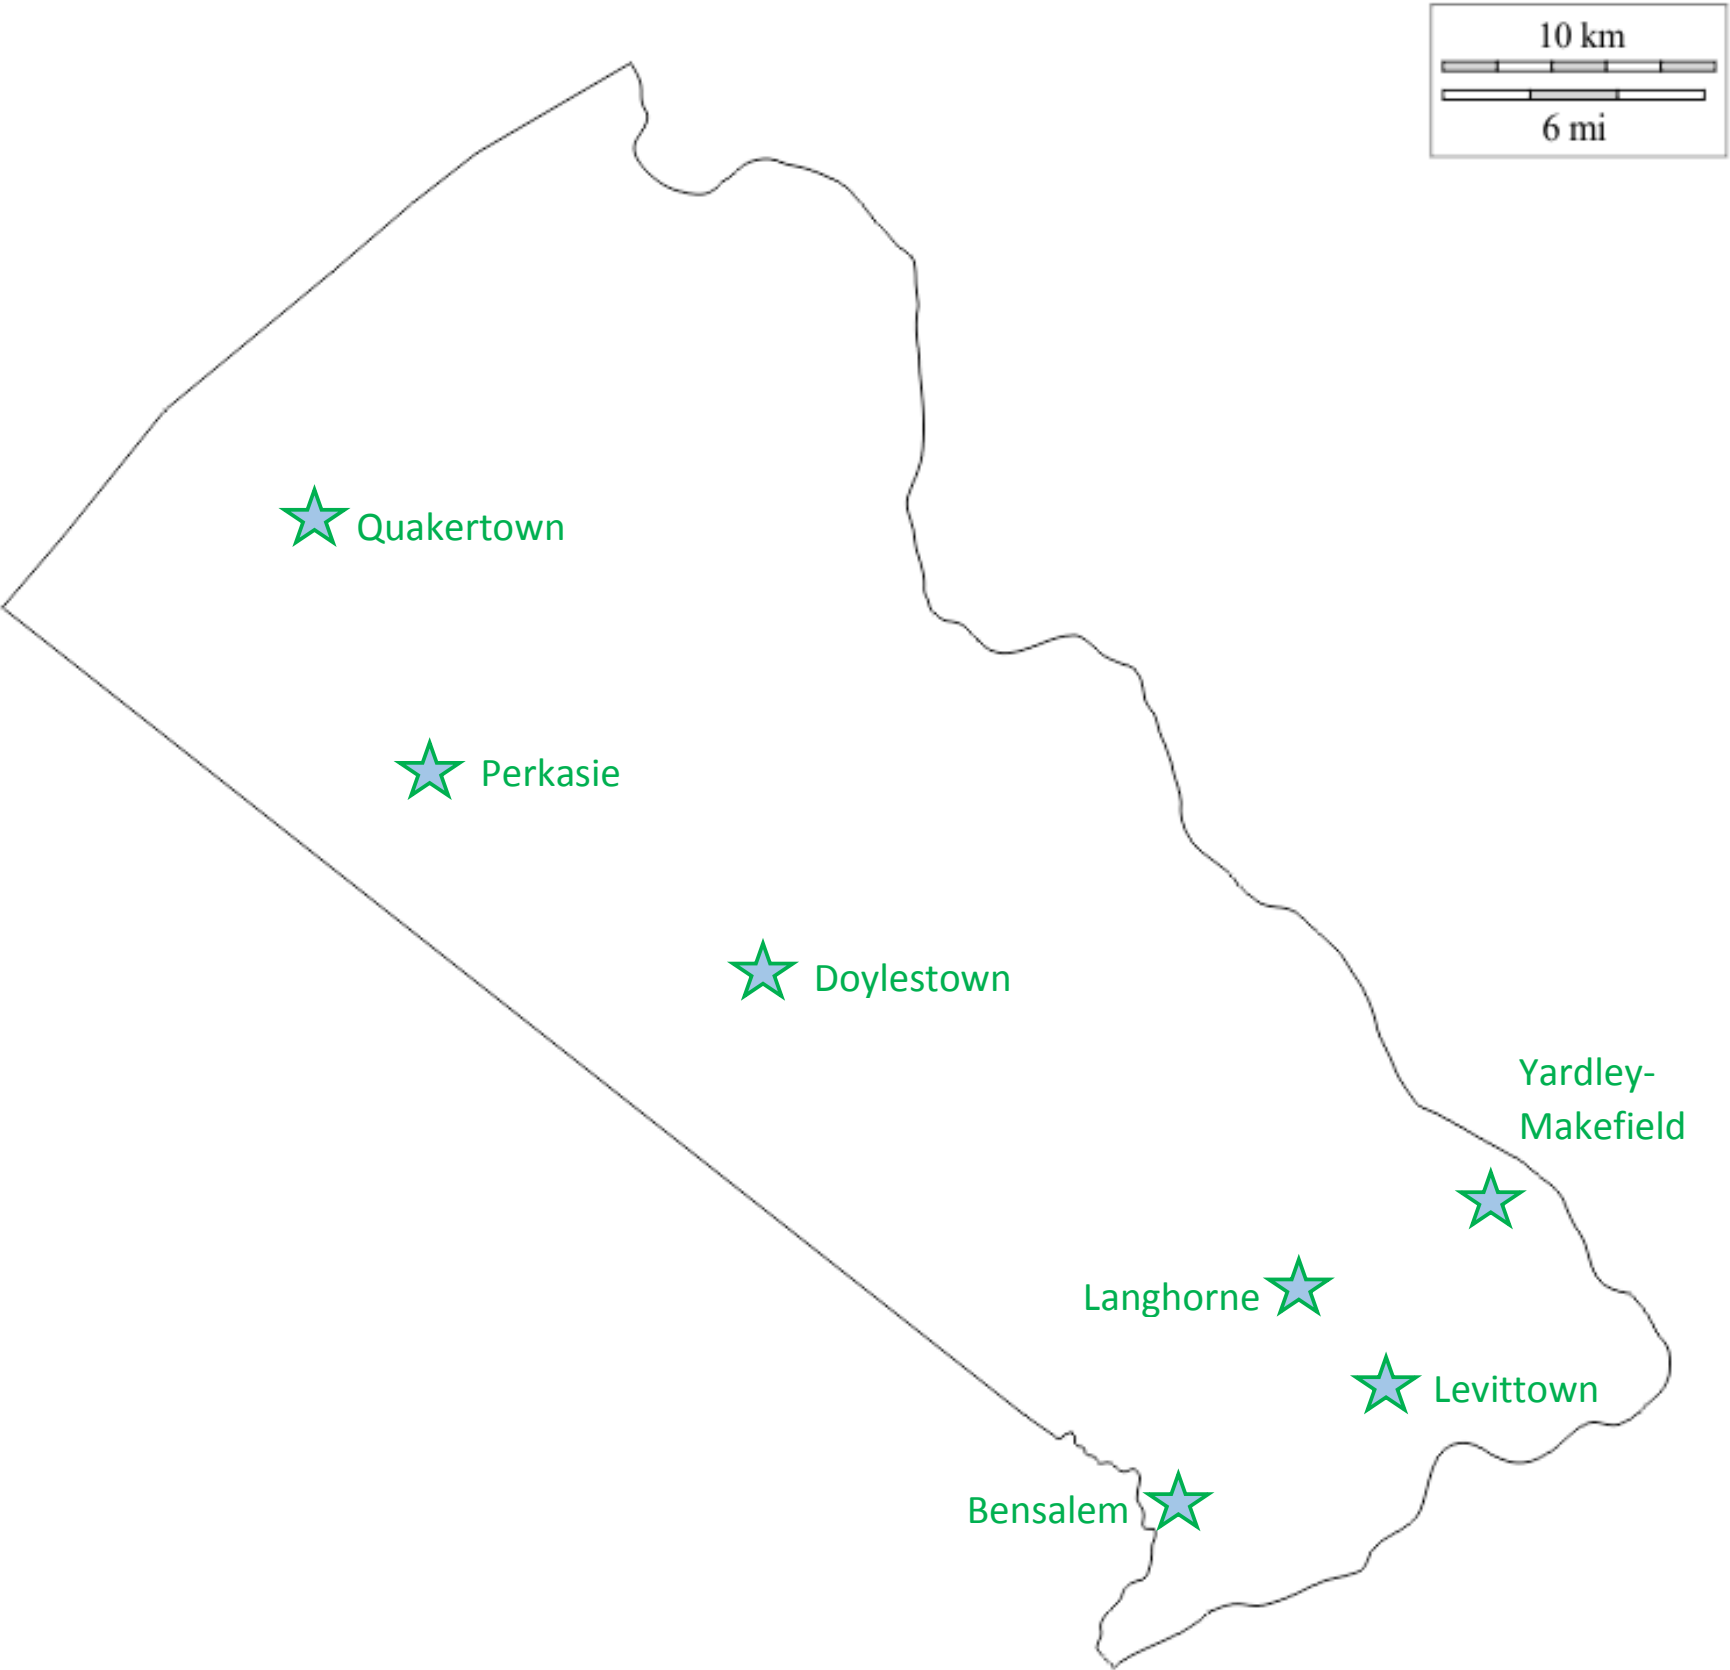 10 km
6 mi
Quakertown
Perkasie
Doylestown
Yardley-
Makefield
Langhorne
Levittown
Bensalem